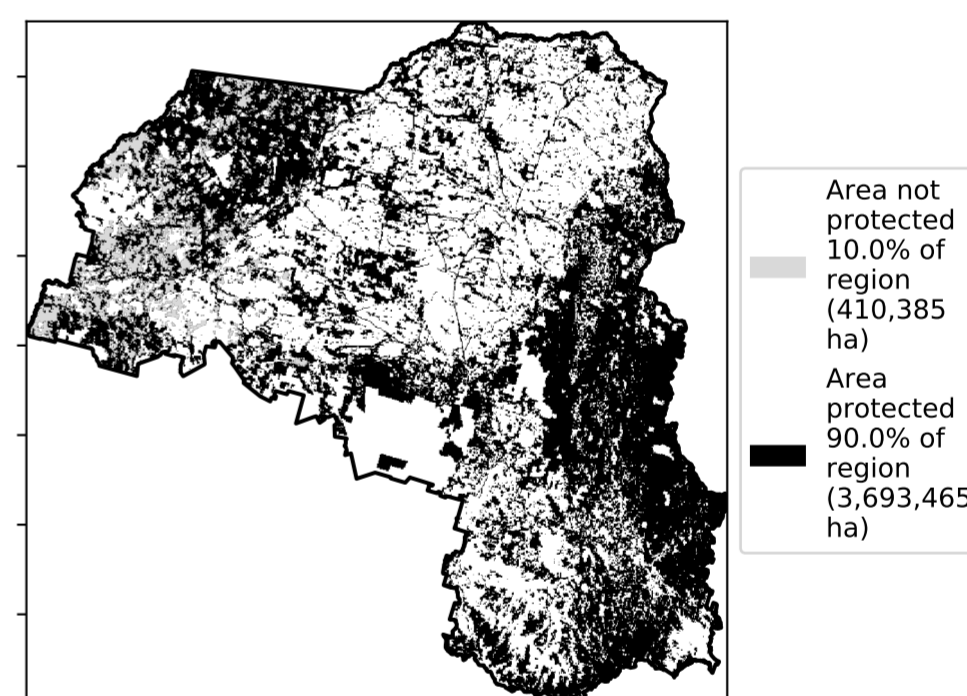 Area not
protected
10.0% of
region
(410,385
ha)
Area
protected
90.0% of
region
(3,693,465
ha)